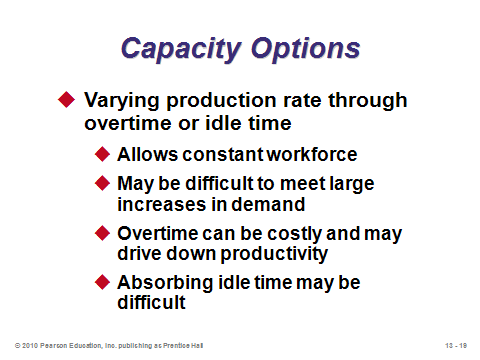 Capacity Options
Varying production rate through
overtime or idle time
Allows constant workforce
May be difficult to meet large
increases in demand
Overtime can be costly and may
drive down productivity
Absorbing idle time may be
difficult
© 2010 Pearson Education, Inc. publishing as Prentice Hall
13 - 19